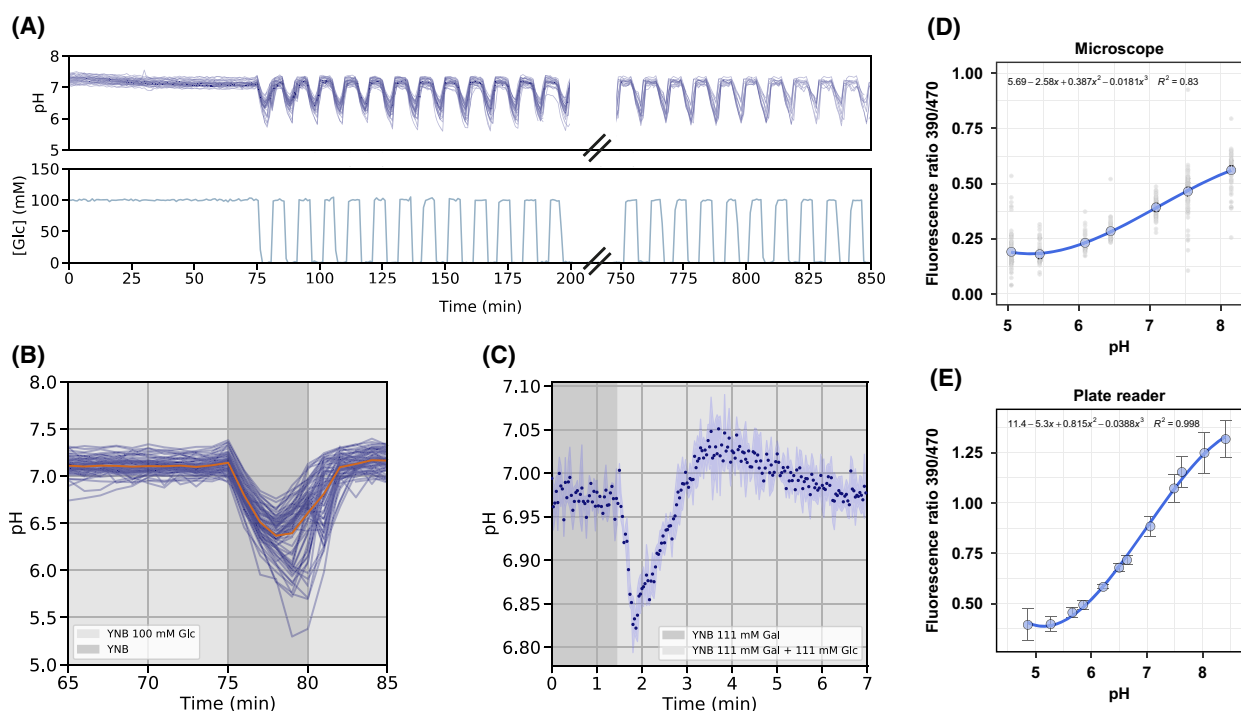 (A)
8
7
6
5
pH
150
100
50
0
[Glc] (mM)
0 25 50 75 100 125 150 175 200 750 775 800 825 850
Time (min)
(B)
8.0
7.5
7.0
6.5
6.0
5.5
5.0
pH
YNB 100 mM Glc
YNB
65 70 75 80 85
Time (min)
(C)
7.10
7.05
7.00
6.95
6.90
6.85
6.80
pH
YNB 111 mM Gal
YNB 111 mM Gal + 111 mM Glc
0 1 2 3 4 5 6 7
Time (min)
(D)
Microscope
5.69 − 2.58x + 0.387x² − 0.0181x³ R² = 0.83
1.00
0.75
0.50
0.25
0.00
Fluorescence ratio 390/470
5 6 7 8
pH
(E)
Plate reader
11.4 − 5.3x + 0.815x² − 0.0388x³ R² = 0.998
1.25
1.00
0.75
0.50
Fluorescence ratio 390/470
5 6 7 8
pH